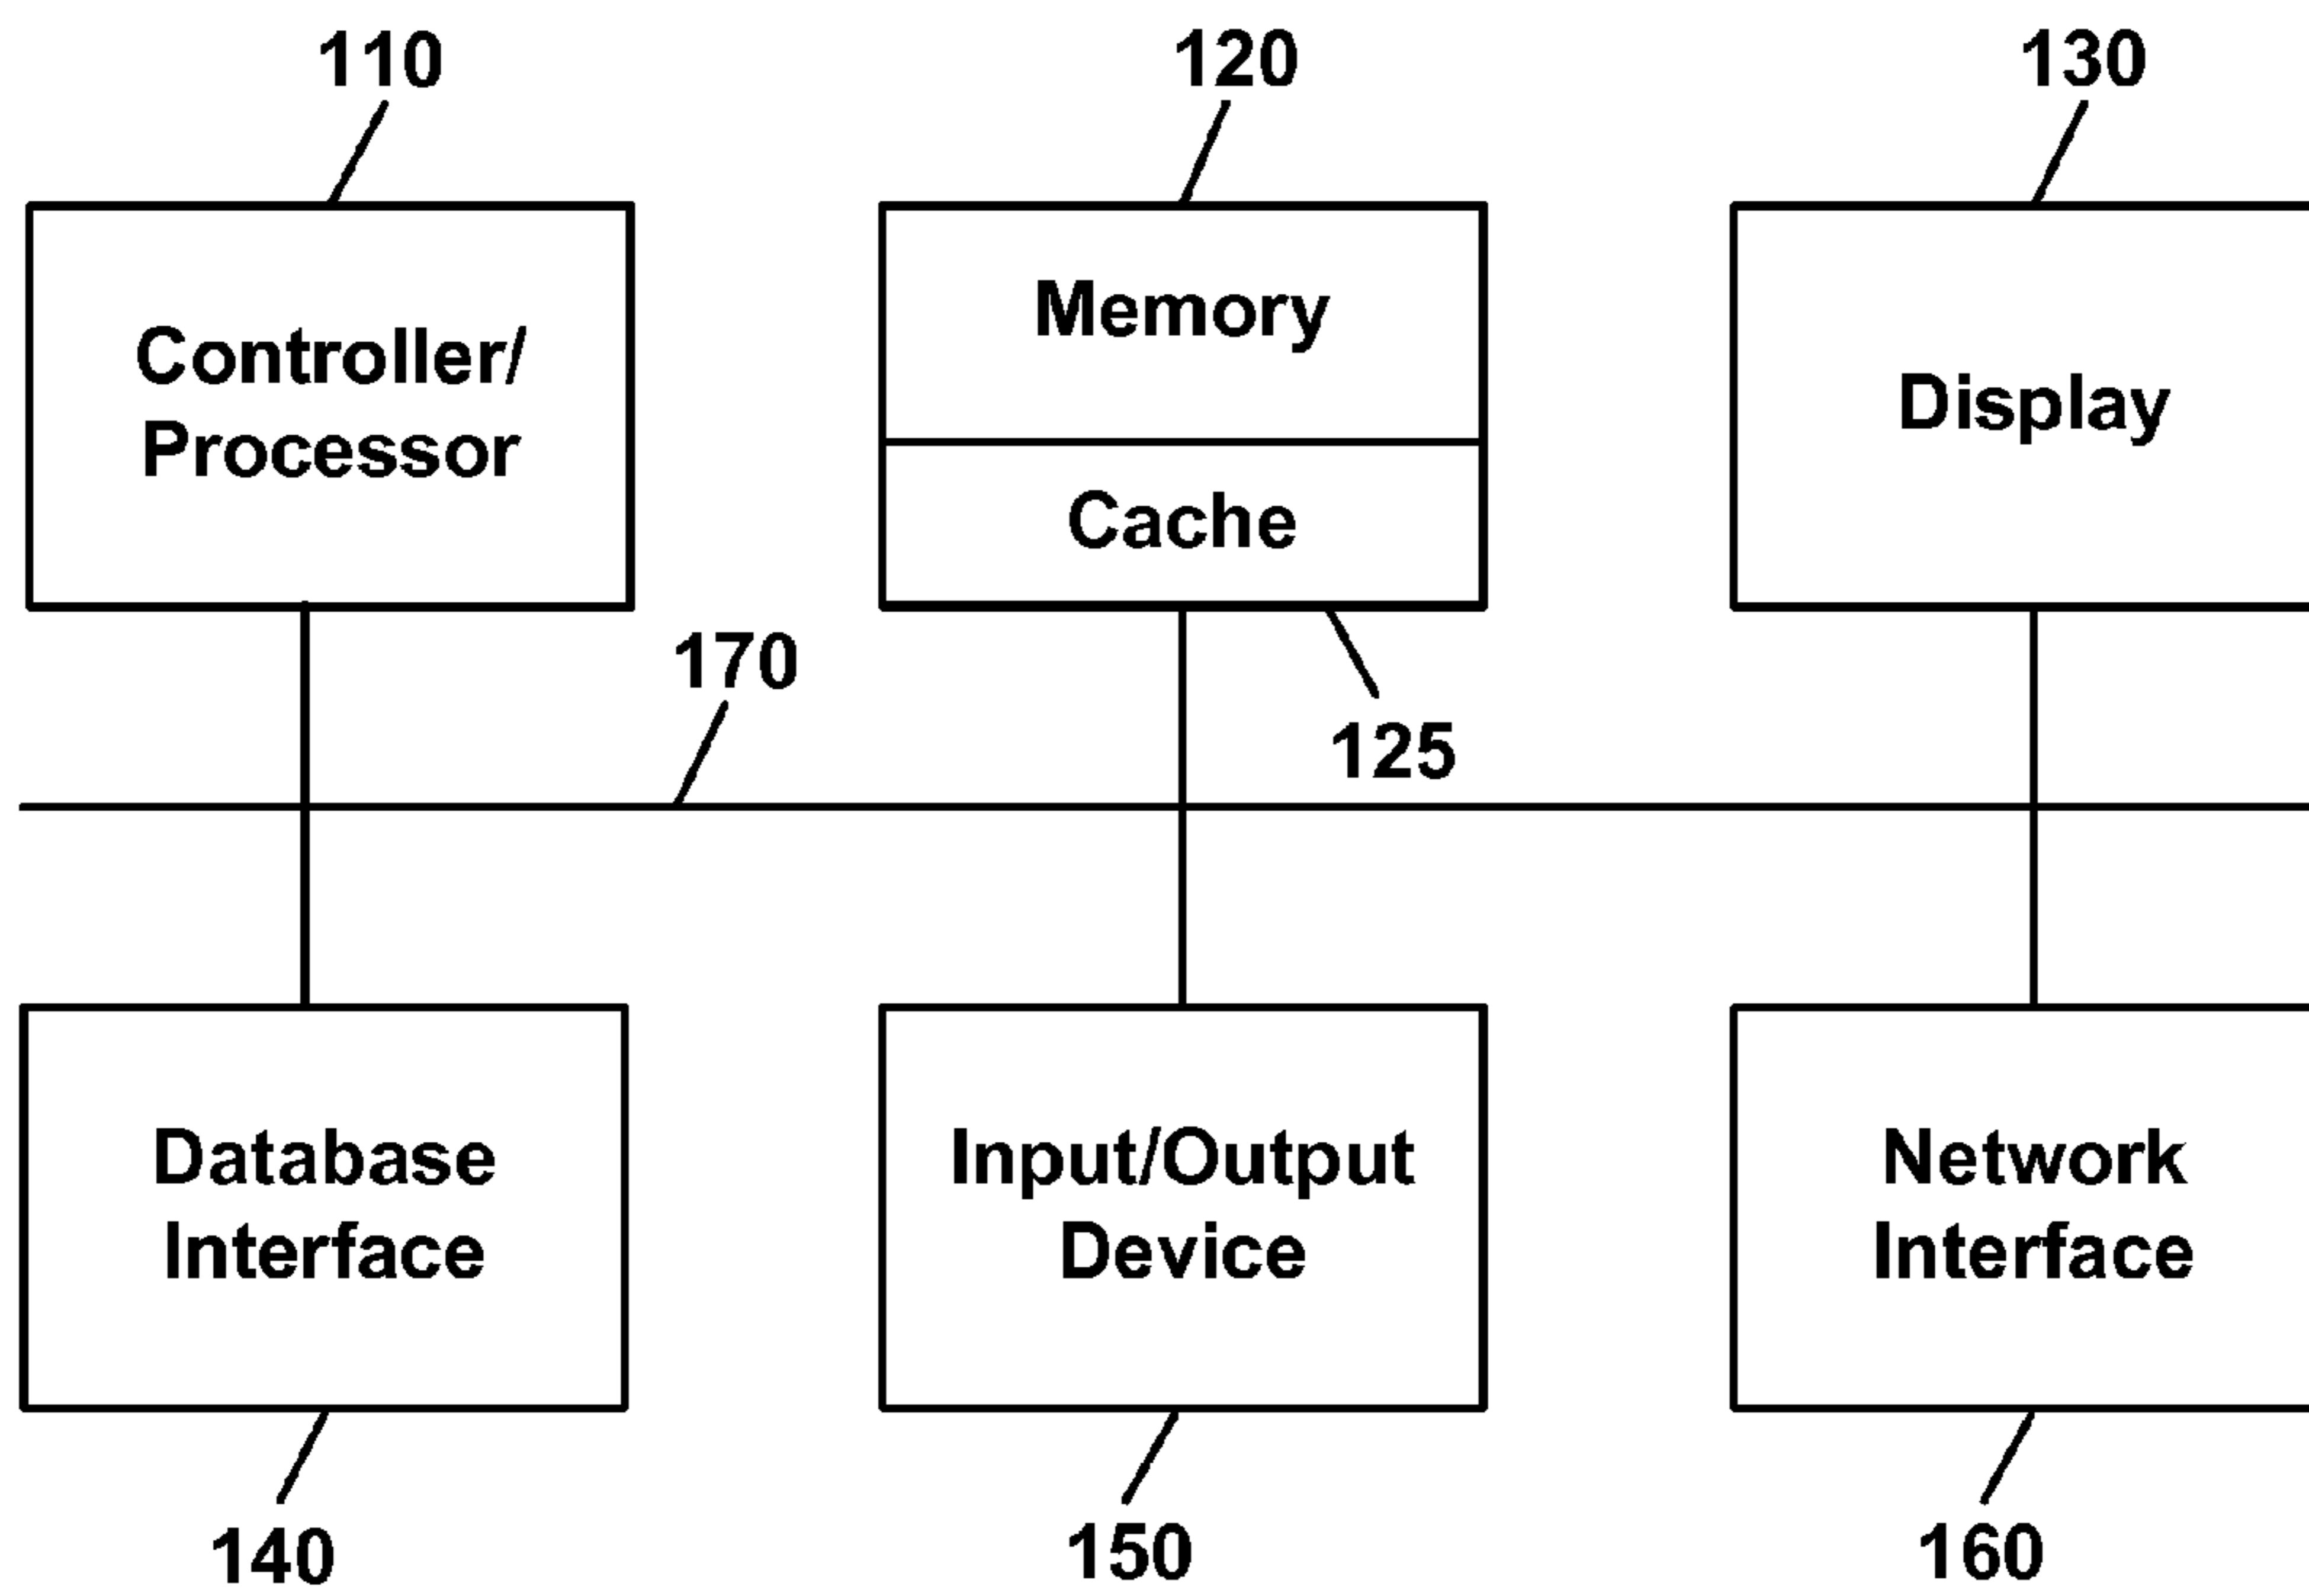 110
120
130
Controller/
Processor
Memory
Cache
Display
170
125
Database
Interface
Input/Output
Device
Network
Interface
140
150
160